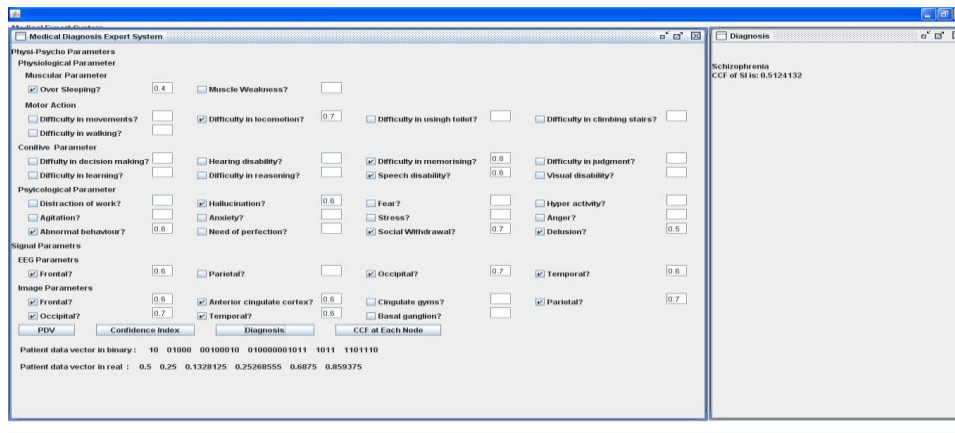 Medical Expert System
Medical Diagnosis Expert System
Physi-Psycho Parameters
Physiological Parameter
Muscular Parameter
Over Sleeping? 0.4 Muscle Weakness?
Motor Action
Difficulty in movements? Difficulty in locomotion? 0.7 Difficulty in usingh toilet? Difficulty in climbing stairs?
Difficulty in walking?
Conitive Parameter
Diffulty in decision making? Hearing disability? Difficulty in memorising? 0.8 Difficulty in judgment?
Difficulty in learning? Difficulty in reasoning? Speech disability? 0.6 Visual disability?
Psyicological Parameter
Distraction of work? Hallucination? 0.6 Fear? Hyper activity?
Agitation? Anxiety? Stress? Anger?
Abnormal behaviour? 0.6 Need of perfection? Social Withdrawal? 0.7 Delusion? 0.5
Signal Parametrs
EEG Parametrs
Frontal? 0.6 Parietal? Occipital? 0.7 Temporal? 0.6
Image Parameters
Frontal? 0.6 Anterior cingulate cortex? 0.6 Cingulate gyms? Parietal? 0.7
Occipital? 0.7 Temporal? 0.6 Basal ganglion?
PDV Confidence Index Diagnosis CCF at Each Node
Patient data vector in binary : 10 01000 00100010 010000001011 1011 1101110
Patient data vector in real : 0.5 0.25 0.1328125 0.25268555 0.6875 0.859375
Diagnosis
Schizophrenia
CCF of SI is: 0.5124132